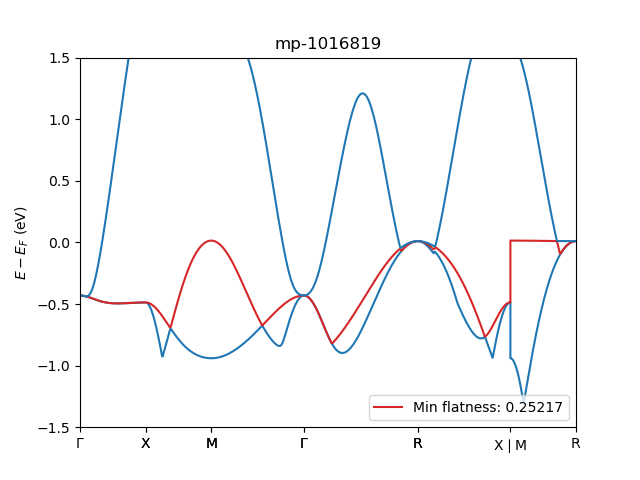 mp-1016819
1.5
1.0
0.5
0.0
−0.5
−1.0
−1.5
E − E_F (eV)
Γ X M Γ R X | M R
Min flatness: 0.25217